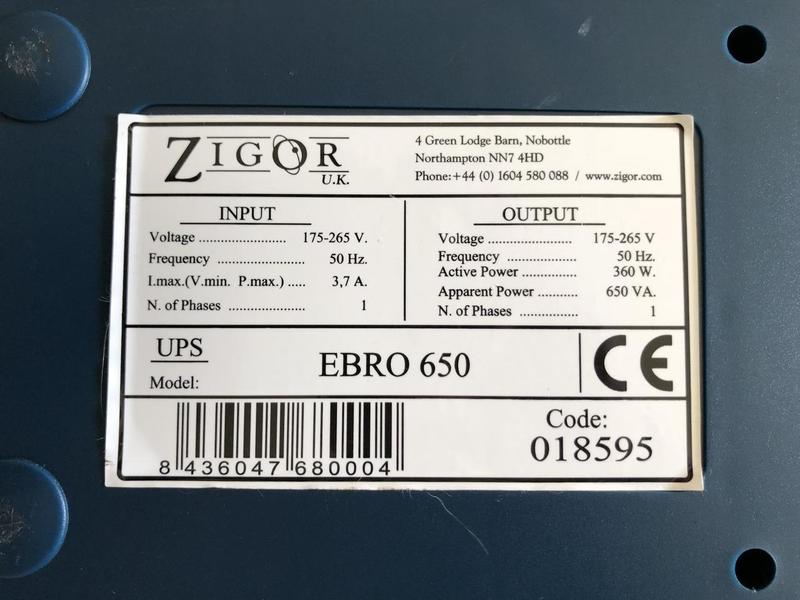 ZIGOR
U.K.
4 Green Lodge Barn, Nobottle
Northampton NN7 4HD
Phone:+44 (0) 1604 580 088 / www.zigor.com
INPUT
Voltage ....................... 175-265 V.
Frequency ....................... 50 Hz.
I.max.(V.min. P.max.) ..... 3,7 A.
N. of Phases .................... 1
OUTPUT
Voltage ...................... 175-265 V
Frequency .................... 50 Hz.
Active Power ................. 360 W.
Apparent Power ........... 650 VA.
N. of Phases ................ 1
UPS
Model:
EBRO 650
CE
8 436047 680004
Code:
018595